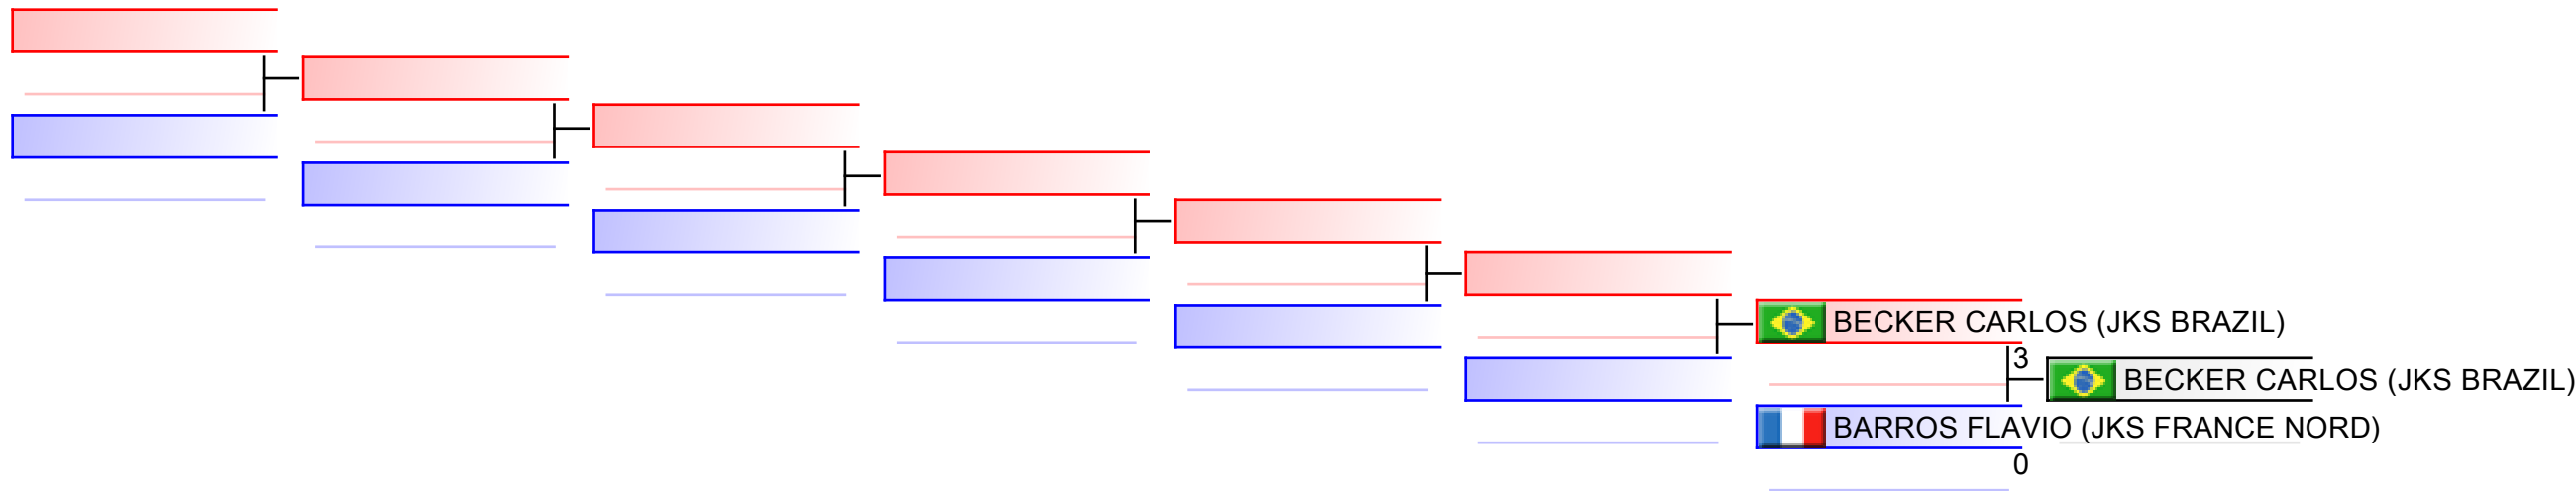 BECKER CARLOS (JKS BRAZIL)
3
BECKER CARLOS (JKS BRAZIL)
BARROS FLAVIO (JKS FRANCE NORD)
0